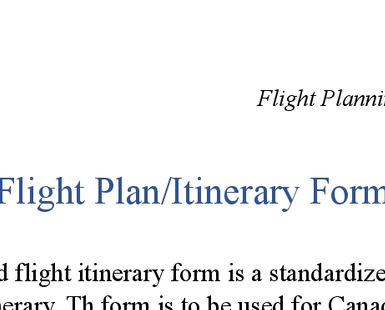 Flight Plannin
Flight Plan/Itinerary Form
d flight itinerary form is a standardize
nerary. Th form is to be used for Canad